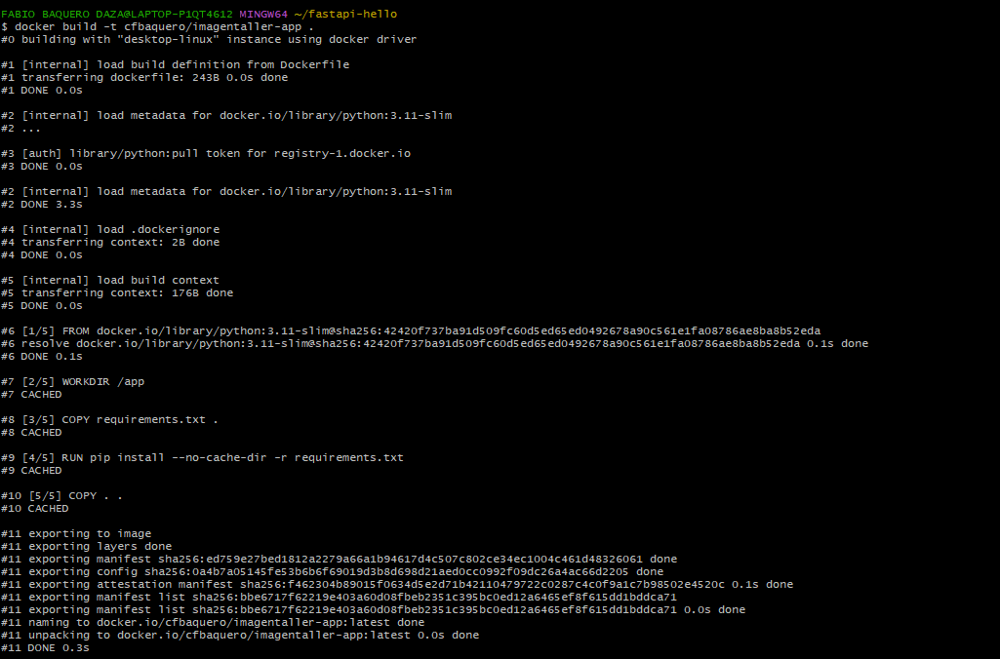 FABIO BAQUERO DAZA@LAPTOP-P1QT4612 MINGW64 ~/fastapi-hello
$ docker build -t cfbaquero/imagentaller-app .
#0 building with "desktop-linux" instance using docker driver

#1 [internal] load build definition from Dockerfile
#1 transferring dockerfile: 243B 0.0s done
#1 DONE 0.0s

#2 [internal] load metadata for docker.io/library/python:3.11-slim
#2 ...

#3 [auth] library/python:pull token for registry-1.docker.io
#3 DONE 0.0s

#2 [internal] load metadata for docker.io/library/python:3.11-slim
#2 DONE 3.3s

#4 [internal] load .dockerignore
#4 transferring context: 2B done
#4 DONE 0.0s

#5 [internal] load build context
#5 transferring context: 176B done
#5 DONE 0.0s

#6 [1/5] FROM docker.io/library/python:3.11-slim@sha256:42420f737ba91d509fc60d5ed65ed0492678a90c561e1fa08786ae8ba8b52eda
#6 resolve docker.io/library/python:3.11-slim@sha256:42420f737ba91d509fc60d5ed65ed0492678a90c561e1fa08786ae8ba8b52eda 0.1s done
#6 DONE 0.1s

#7 [2/5] WORKDIR /app
#7 CACHED

#8 [3/5] COPY requirements.txt .
#8 CACHED

#9 [4/5] RUN pip install --no-cache-dir -r requirements.txt
#9 CACHED

#10 [5/5] COPY . .
#10 CACHED

#11 exporting to image
#11 exporting layers done
#11 exporting manifest sha256:ed759e27bed1812a2279a66a1b94617d4c507c802ce34ec1004c461d48326061 done
#11 exporting config sha256:0a4b7a05145fe53b6b6f69019d3b8d698d21aed0cc0992f09dc26a4ac66d2205 done
#11 exporting attestation manifest sha256:f462304b89015f0634d5e2d71b42110479722c0287c4c0f9a1c7b98502e4520c 0.1s done
#11 exporting manifest list sha256:bbe6717f62219e403a60d08fbeb2351c395bc0ed12a6465ef8f615dd1bddca71
#11 exporting manifest list sha256:bbe6717f62219e403a60d08fbeb2351c395bc0ed12a6465ef8f615dd1bddca71 0.0s done
#11 naming to docker.io/cfbaquero/imagentaller-app:latest done
#11 unpacking to docker.io/cfbaquero/imagentaller-app:latest 0.0s done
#11 DONE 0.3s